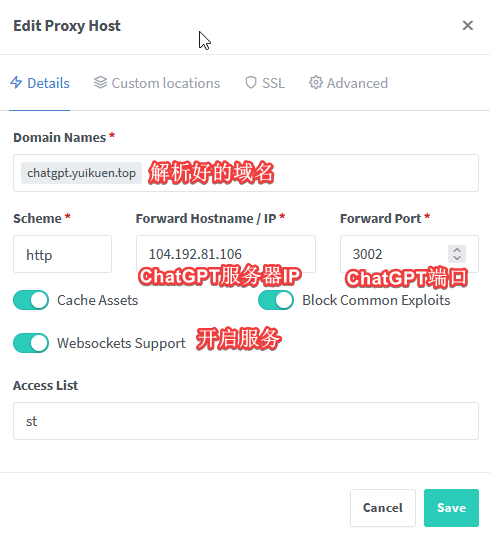 Edit Proxy Host
Details Custom locations SSL Advanced
Domain Names *
chatgpt.yuikuen.top 解析好的域名
Scheme * Forward Hostname / IP * Forward Port *
http 104.192.81.106 3002
ChatGPT服务器IP ChatGPT端口
Cache Assets Block Common Exploits
Websockets Support 开启服务
Access List
st
Cancel Save